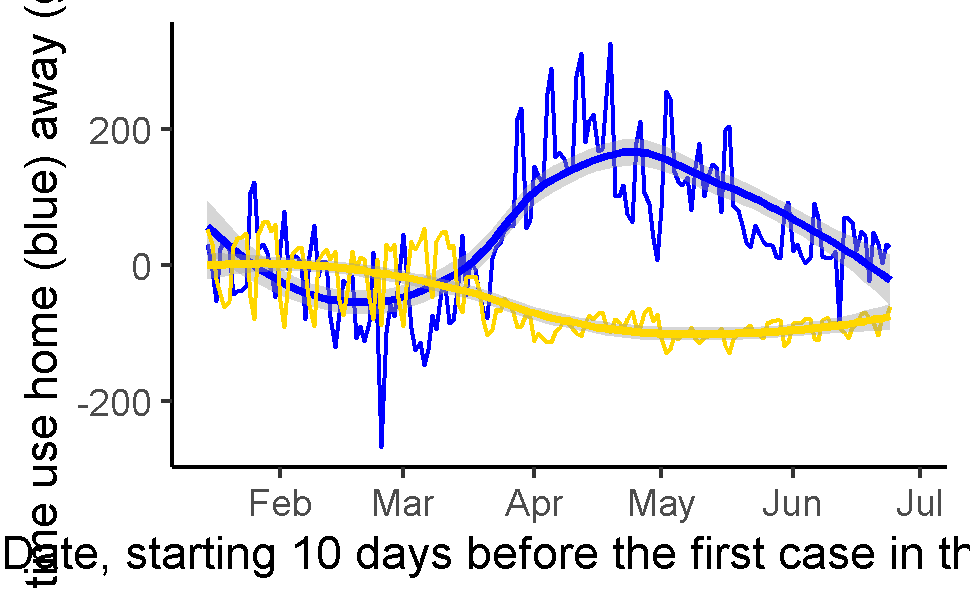 time use home (blue) away (
200
0
-200
Feb Mar Apr May Jun Jul
Date, starting 10 days before the first case in